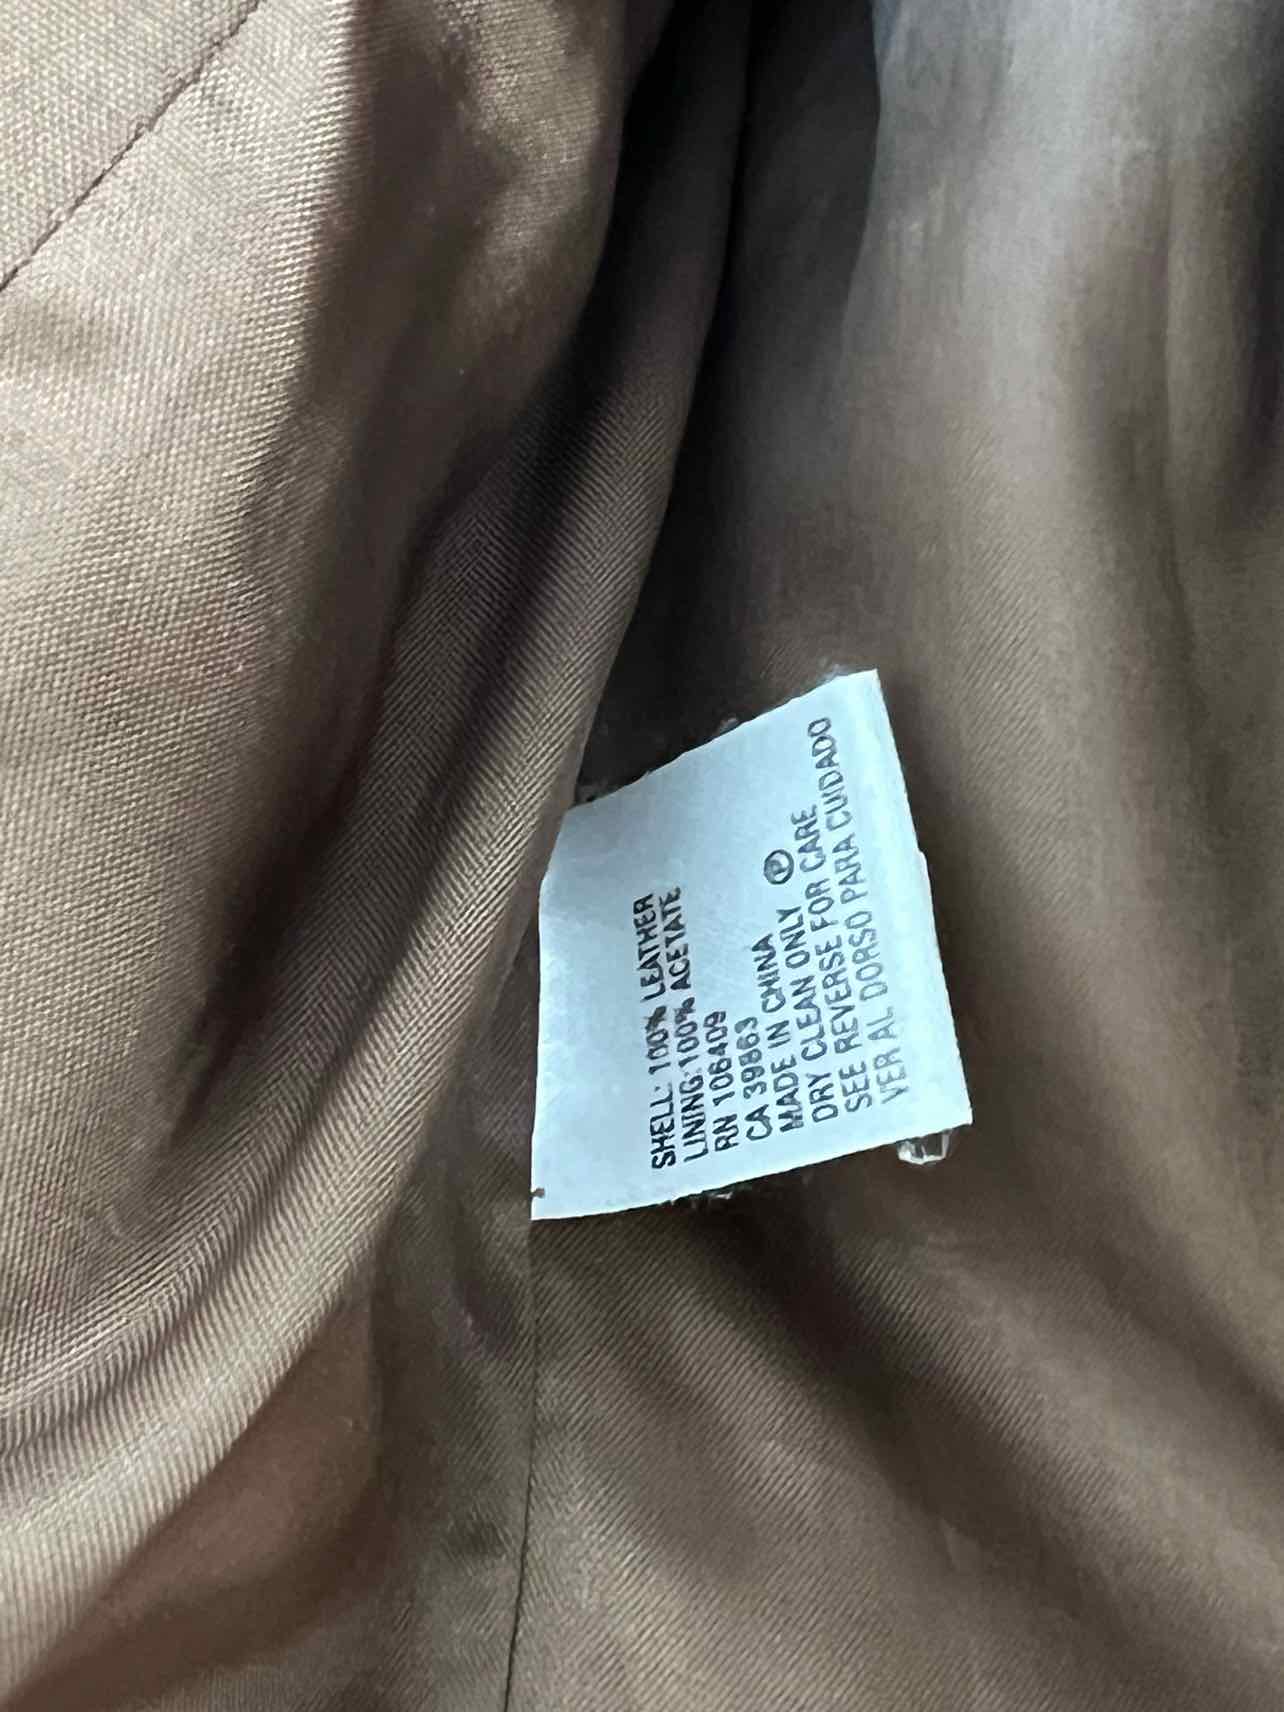 SHELL: 100% LEATHER
LINING: 100% ACETATE
RN 106409
CA 39863
MADE IN CHINA
DRY CLEAN ONLY Ⓟ
SEE REVERSE FOR CARE
VER AL DORSO PARA CUIDADO